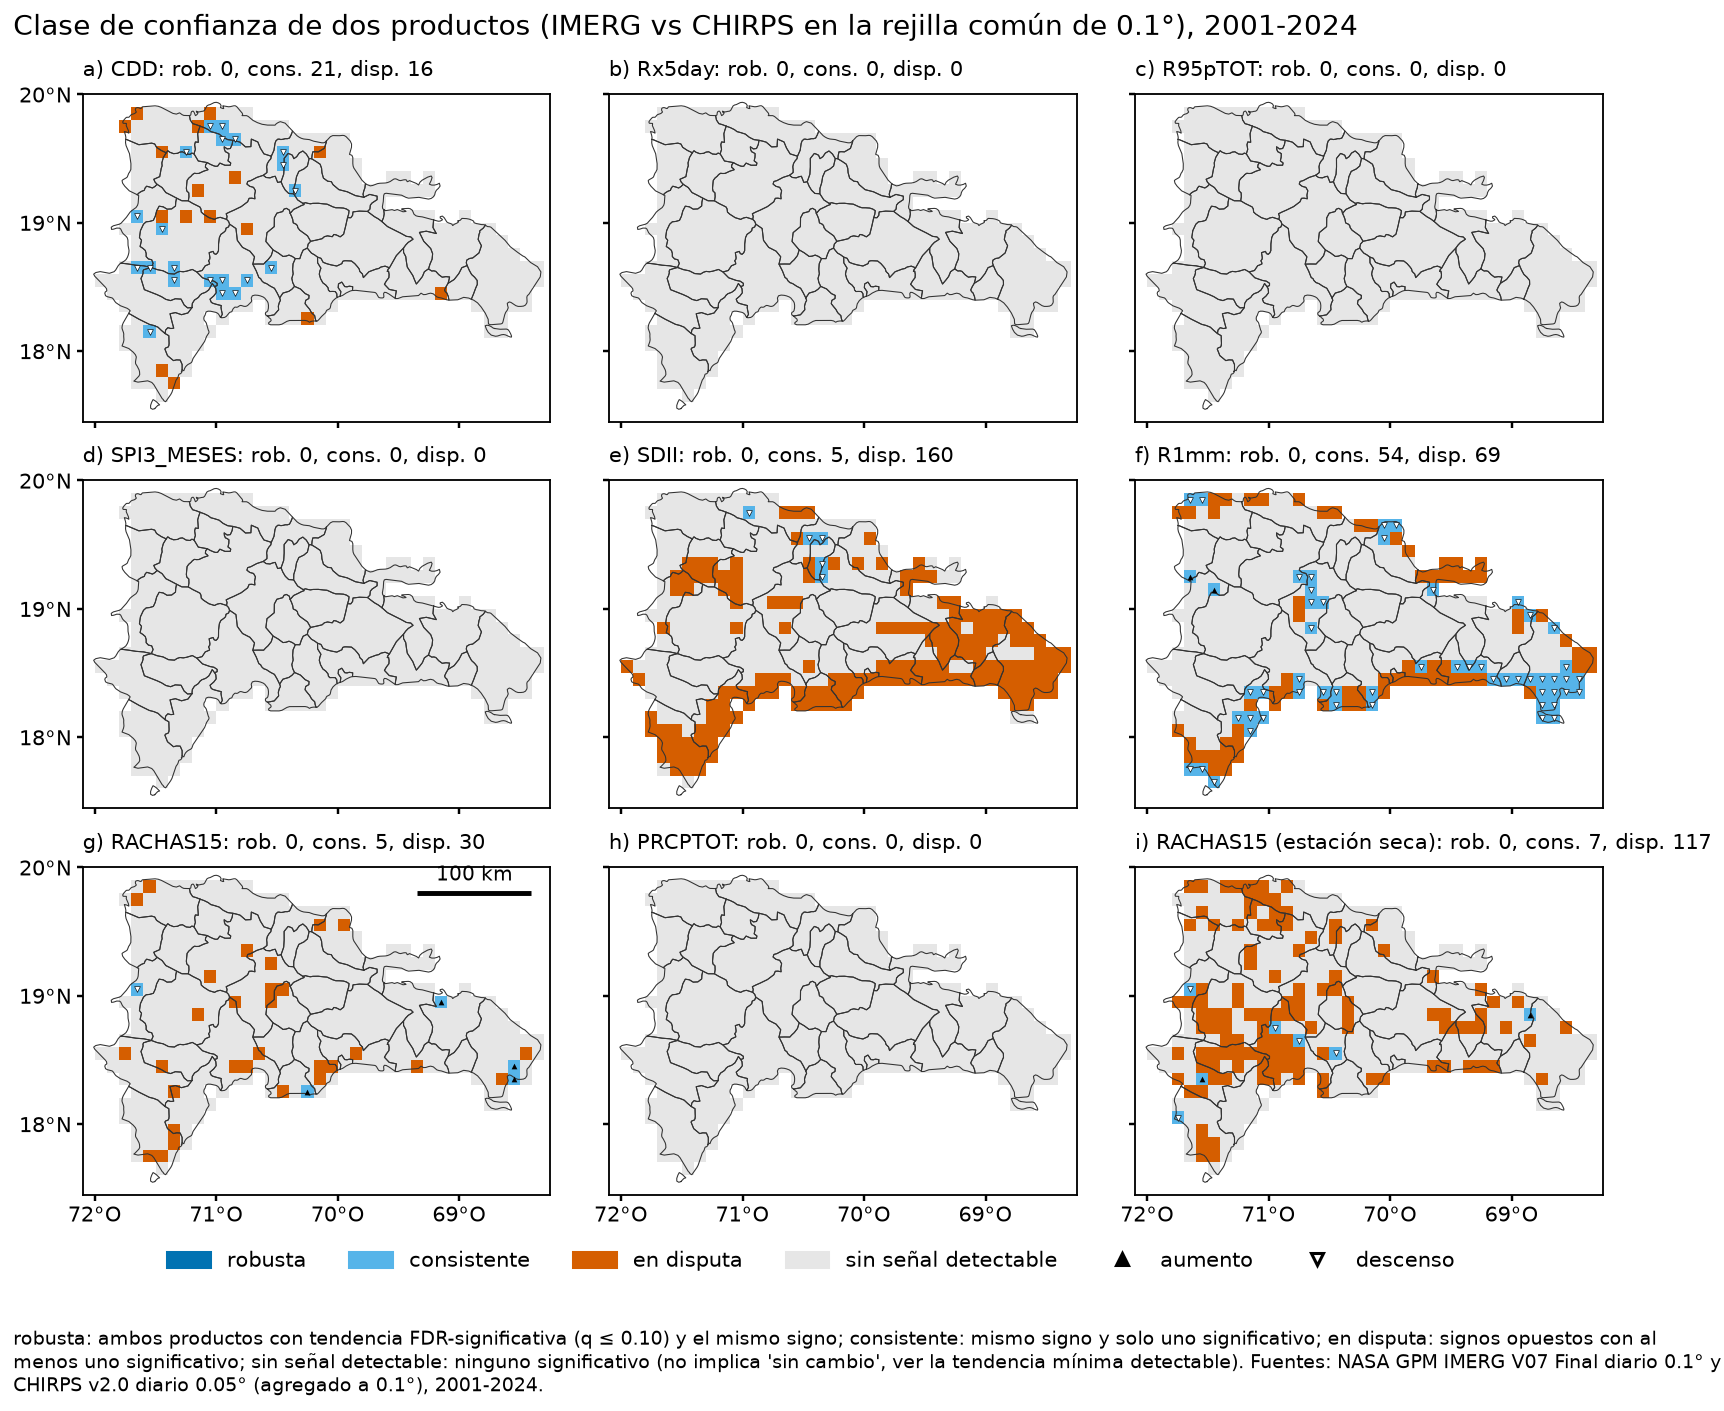 Clase de confianza de dos productos (IMERG vs CHIRPS en la rejilla común de 0.1°), 2001-2024
a) CDD: rob. 0, cons. 21, disp. 16
b) Rx5day: rob. 0, cons. 0, disp. 0
c) R95pTOT: rob. 0, cons. 0, disp. 0
20°N
19°N
18°N
d) SPI3_MESES: rob. 0, cons. 0, disp. 0
e) SDII: rob. 0, cons. 5, disp. 160
f) R1mm: rob. 0, cons. 54, disp. 69
20°N
19°N
18°N
g) RACHAS15: rob. 0, cons. 5, disp. 30
h) PRCPTOT: rob. 0, cons. 0, disp. 0
i) RACHAS15 (estación seca): rob. 0, cons. 7, disp. 117
100 km
20°N
19°N
18°N
72°O 71°O 70°O 69°O
72°O 71°O 70°O 69°O
72°O 71°O 70°O 69°O
robusta consistente en disputa sin señal detectable aumento descenso
robusta: ambos productos con tendencia FDR-significativa (q ≤ 0.10) y el mismo signo; consistente: mismo signo y solo uno significativo; en disputa: signos opuestos con al
menos uno significativo; sin señal detectable: ninguno significativo (no implica 'sin cambio', ver la tendencia mínima detectable). Fuentes: NASA GPM IMERG V07 Final diario 0.1° y
CHIRPS v2.0 diario 0.05° (agregado a 0.1°), 2001-2024.